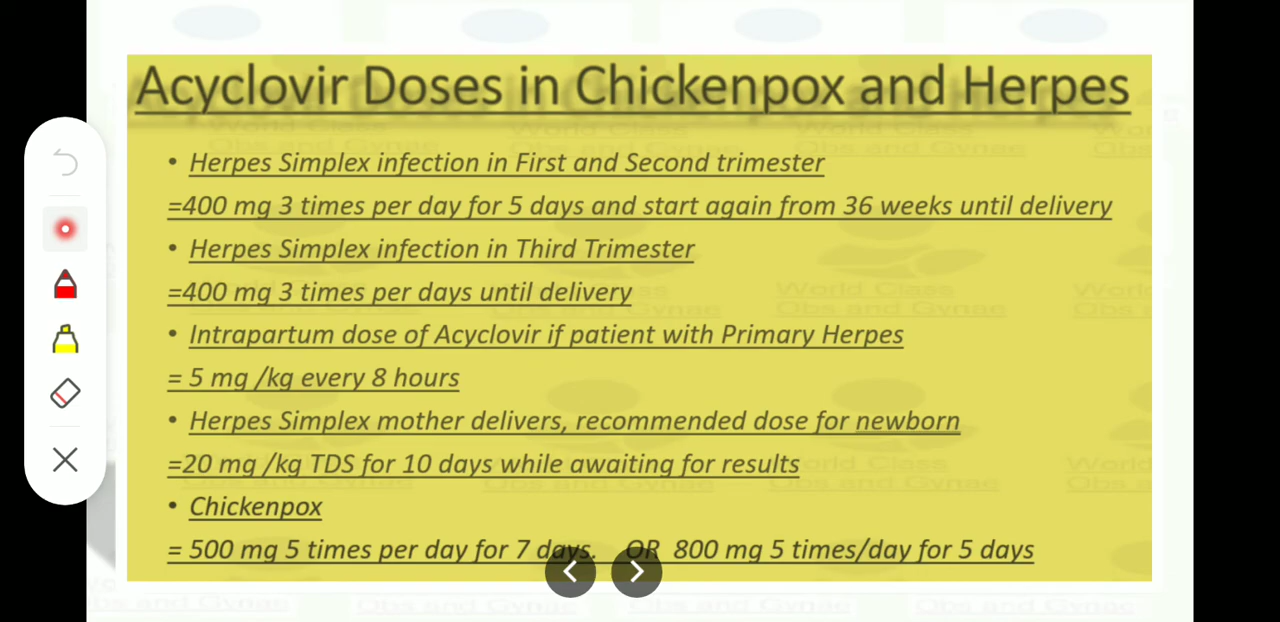 Acyclovir Doses in Chickenpox and Herpes
• Herpes Simplex infection in First and Second trimester
=400 mg 3 times per day for 5 days and start again from 36 weeks until delivery
• Herpes Simplex infection in Third Trimester
=400 mg 3 times per days until delivery
• Intrapartum dose of Acyclovir if patient with Primary Herpes
= 5 mg /kg every 8 hours
• Herpes Simplex mother delivers, recommended dose for newborn
=20 mg /kg TDS for 10 days while awaiting for results
• Chickenpox
= 500 mg 5 times per day for 7 days. OR 800 mg 5 times/day for 5 days
World Class
Obs and Gynae